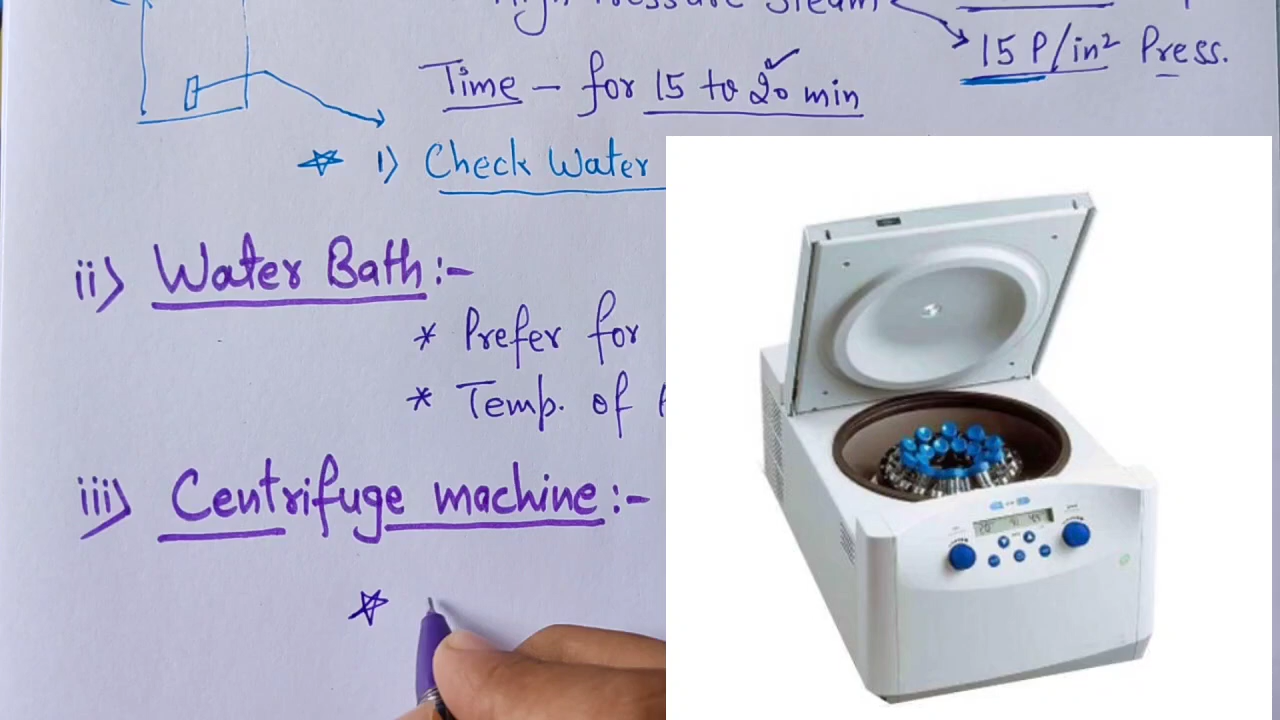 High Pressure Steam
15 P/in² Press.
Time - for 15 to 20 min
1) Check Water
ii) Water Bath :-
* Prefer for
* Temp. of
iii) Centrifuge machine :-